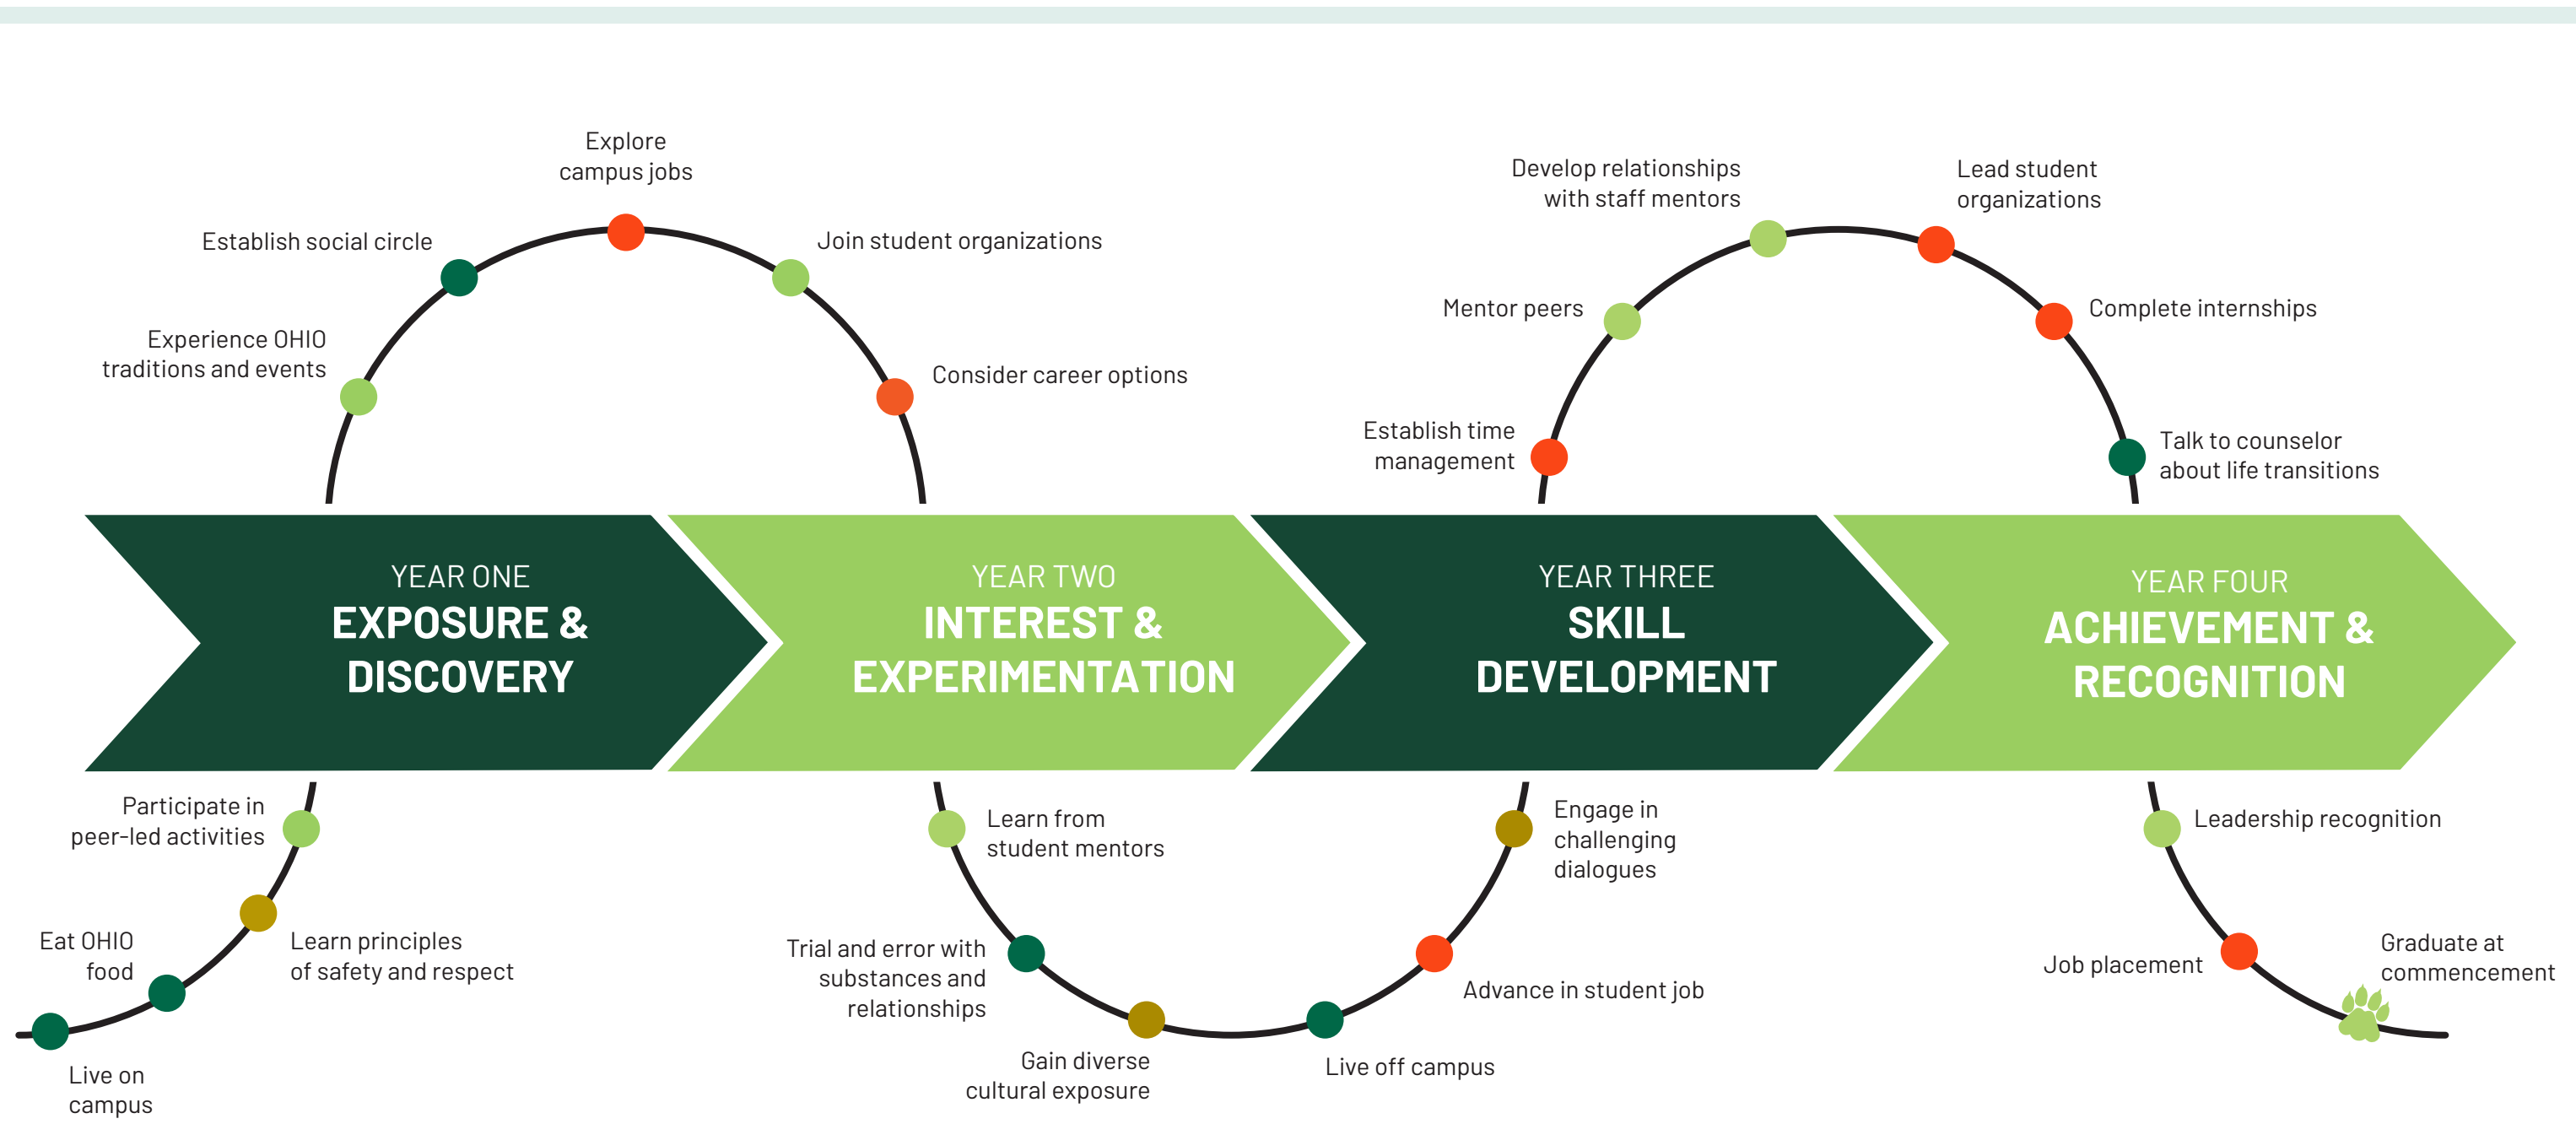 Explore
campus jobs
Establish social circle
Join student organizations
Experience OHIO
traditions and events
Consider career options
Develop relationships
with staff mentors
Lead student
organizations
Mentor peers
Complete internships
Establish time
management
Talk to counselor
about life transitions
YEAR ONE
EXPOSURE &
DISCOVERY
YEAR TWO
INTEREST &
EXPERIMENTATION
YEAR THREE
SKILL
DEVELOPMENT
YEAR FOUR
ACHIEVEMENT &
RECOGNITION
Participate in
peer-led activities
Eat OHIO
food
Learn principles
of safety and respect
Live on
campus
Learn from
student mentors
Trial and error with
substances and
relationships
Gain diverse
cultural exposure
Live off campus
Advance in student job
Engage in
challenging
dialogues
Leadership recognition
Job placement
Graduate at
commencement